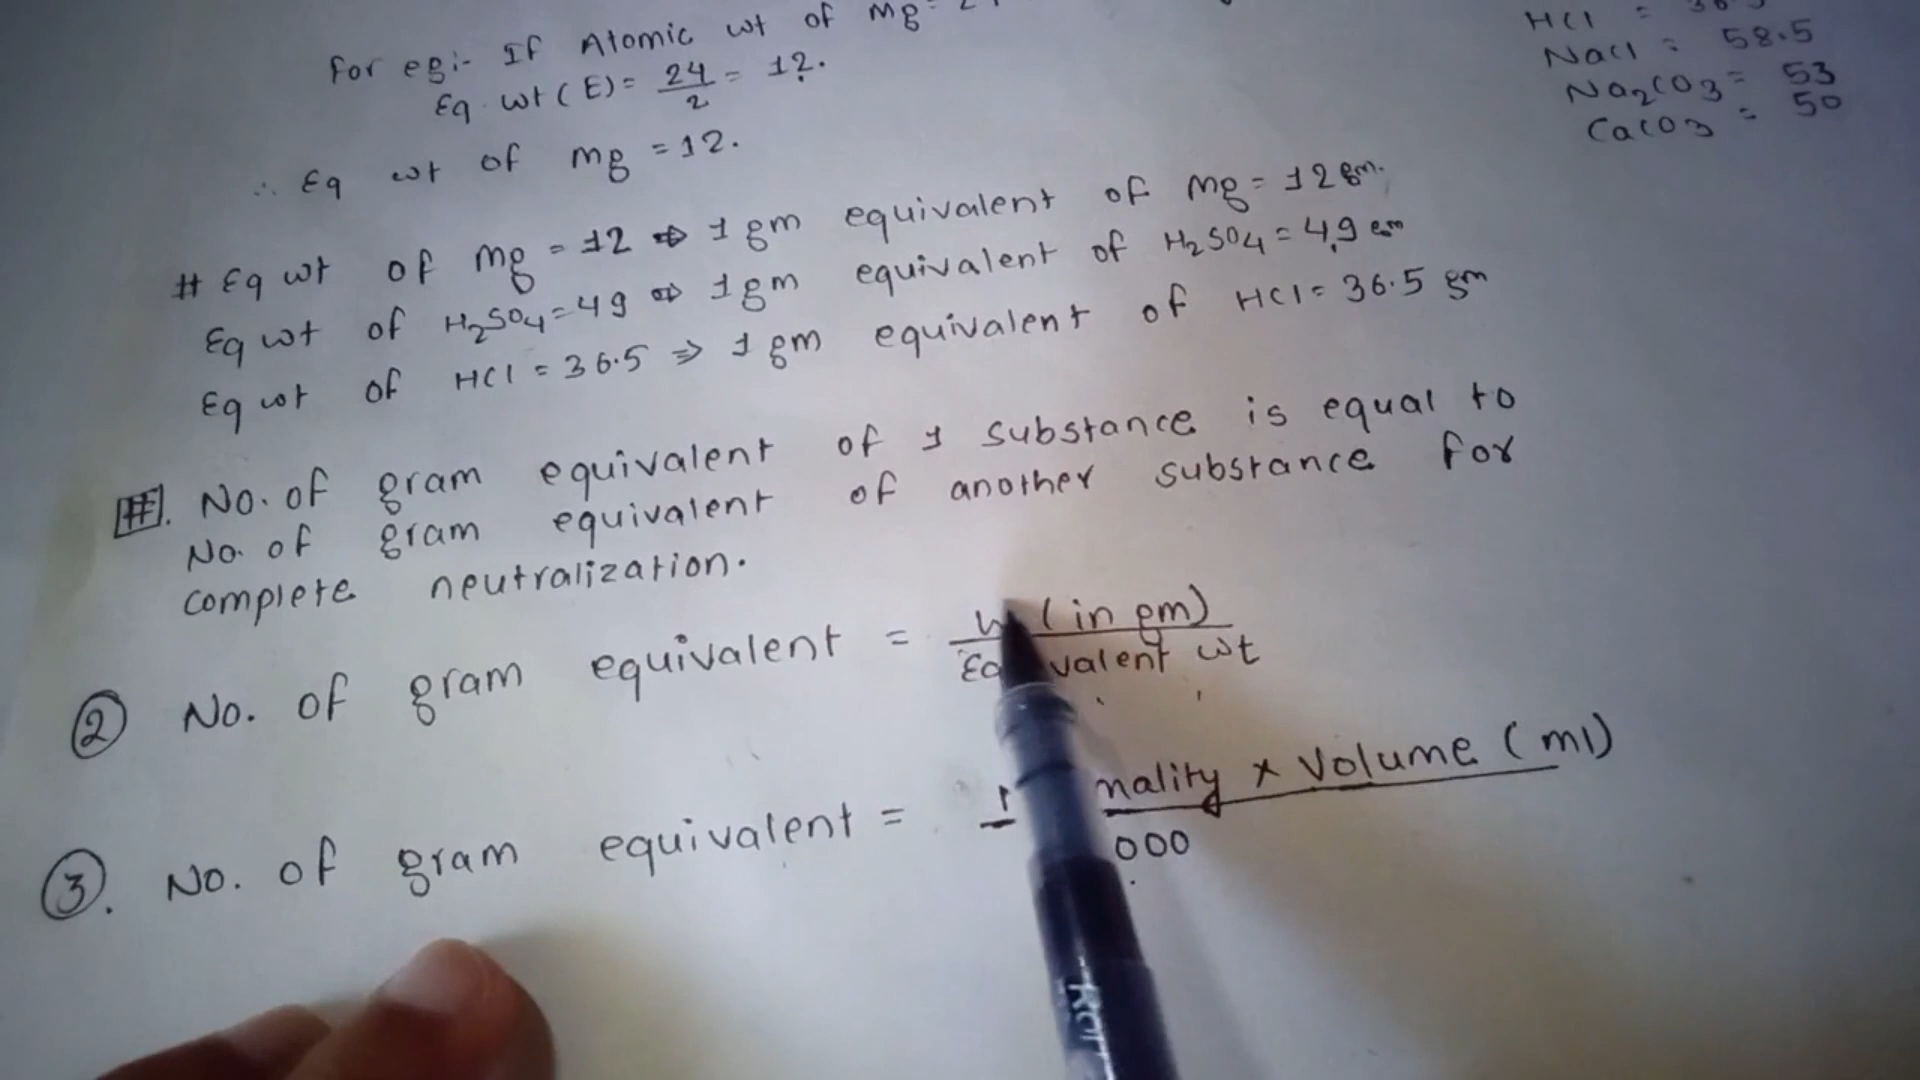 For eg:- If Atomic wt of Mg =
Eq. wt (E) = 24/2 = 12.
∴ Eq wt of Mg = 12.
HCl =
NaCl = 58.5
Na2CO3 = 53
CaCO3 = 50
# Eq wt of Mg = 12 ⇒ 1 gm equivalent of Mg = 12 gm.
Eq wt of H2SO4 = 49 ⇒ 1 gm equivalent of H2SO4 = 49 gm
Eq wt of HCl = 36.5 ⇒ 1 gm equivalent of HCl = 36.5 gm
#. No. of gram equivalent of 1 substance is equal to
No. of gram equivalent of another substance for
complete neutralization.
② No. of gram equivalent = (in gm)
valent wt
③. No. of gram equivalent = mality x Volume (ml)
000